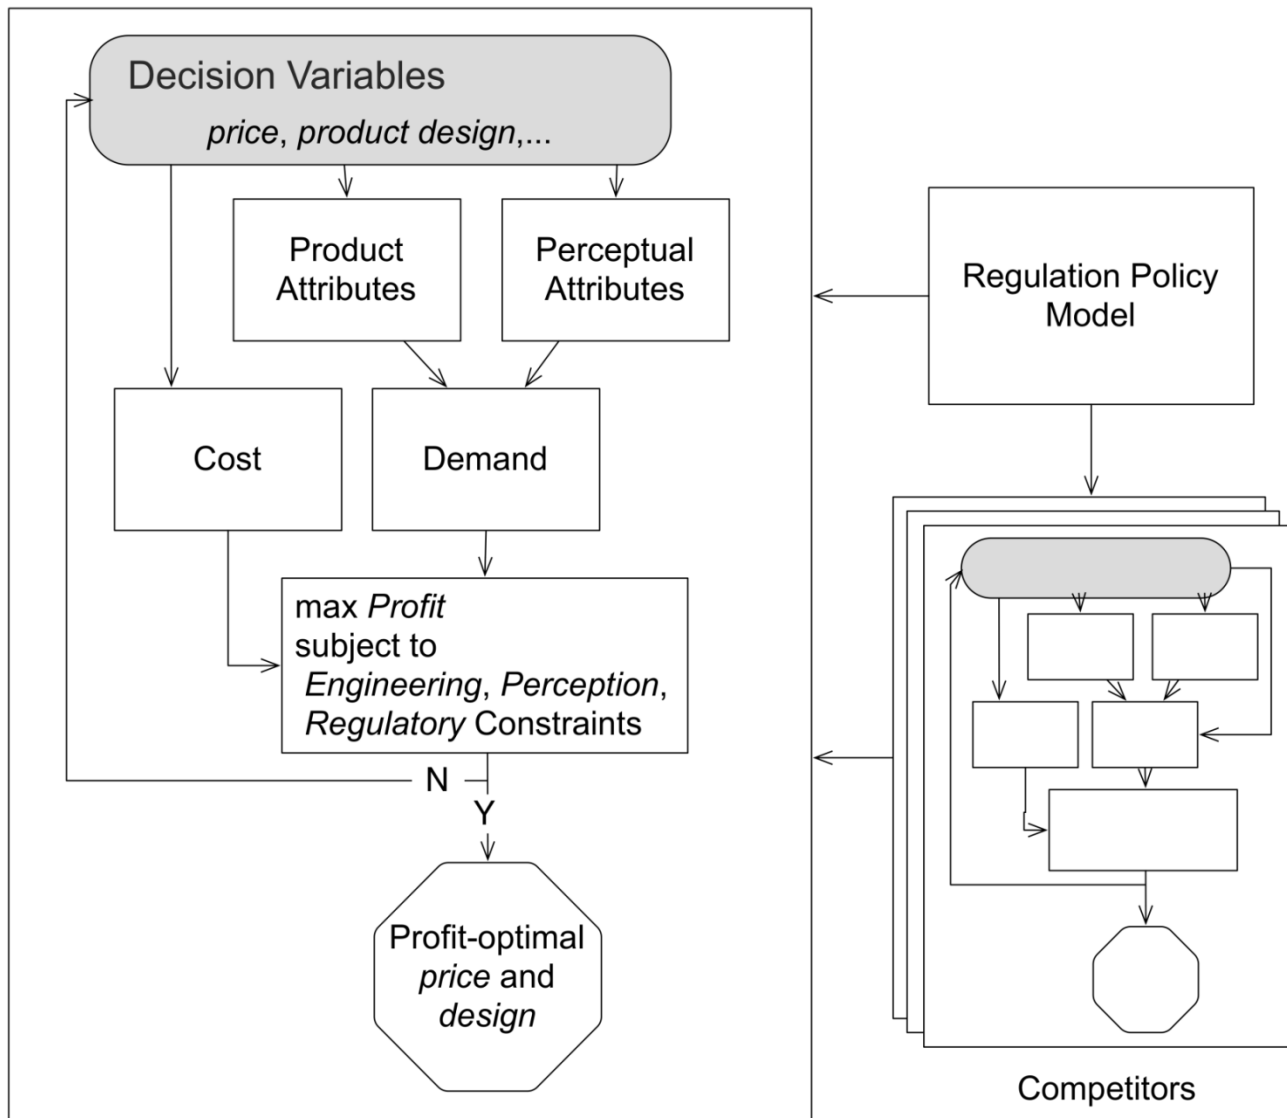 Decision Variables
price, product design,...
Product
Attributes
Perceptual
Attributes
Regulation Policy
Model
Cost
Demand
max Profit
subject to
Engineering, Perception,
Regulatory Constraints
N
Y
Profit-optimal
price and
design
Competitors